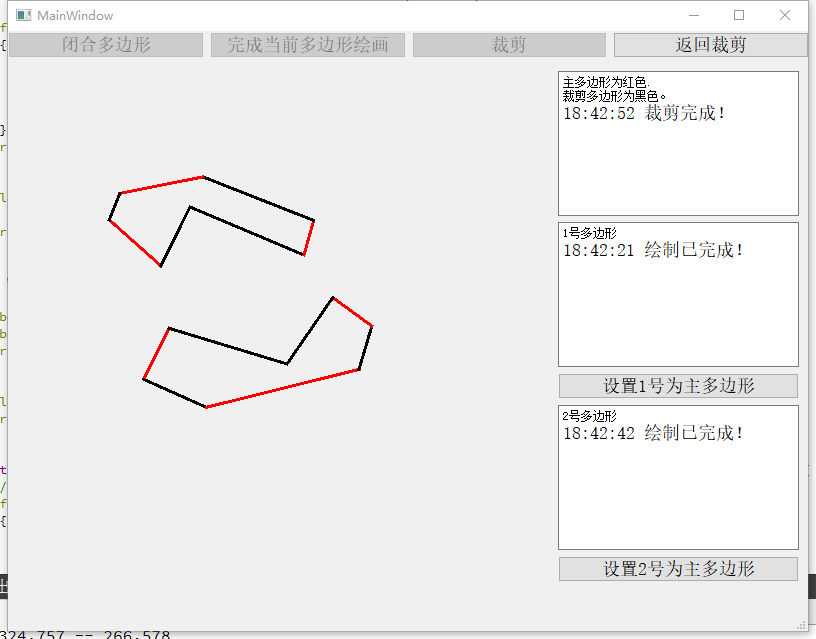 MainWindow
闭合多边形
完成当前多边形绘画
裁剪
返回裁剪
主多边形为红色.
裁剪多边形为黑色。
18:42:52 裁剪完成！
1号多边形
18:42:21 绘制已完成！
设置1号为主多边形
2号多边形
18:42:42 绘制已完成！
设置2号为主多边形
324.757 == 266.578